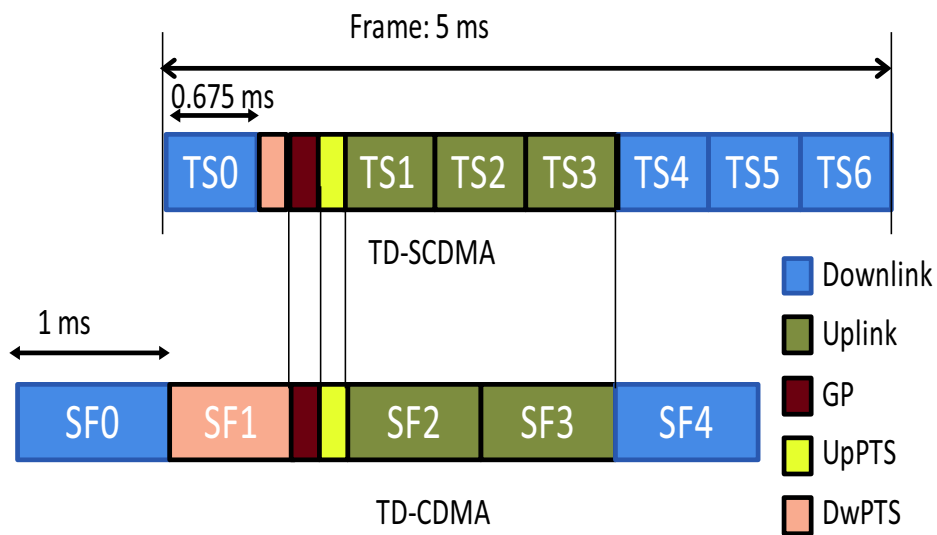 Frame: 5 ms
0.675 ms
TS0 TS1 TS2 TS3 TS4 TS5 TS6
TD-SCDMA
Downlink
1 ms
Uplink
GP
SF0 SF1 SF2 SF3 SF4
UpPTS
TD-CDMA
DwPTS